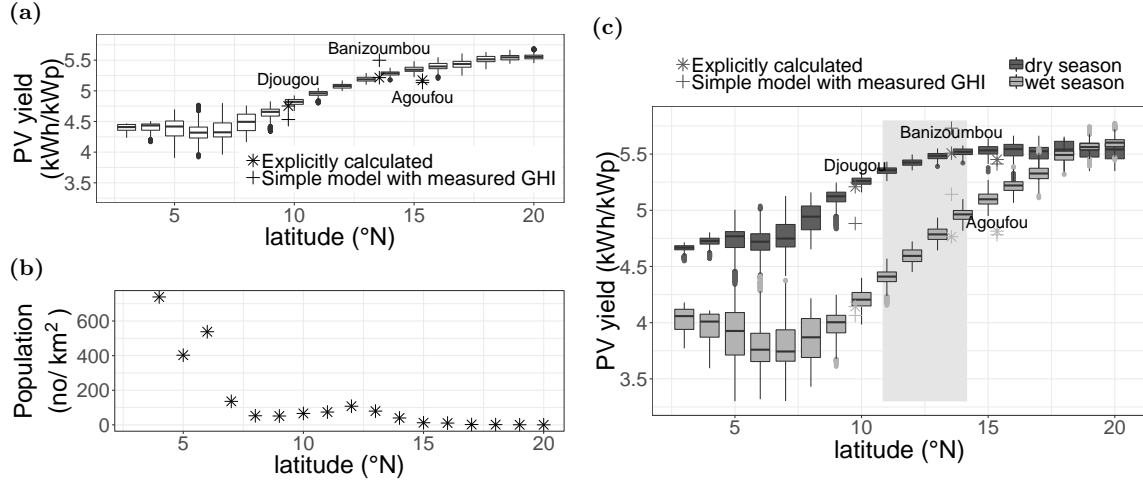 (a)
PV yield
(kWh/kWp)
5.5
5
4.5
4
3.5
Banizoumbou
Djougou
Agoufou
Explicitly calculated
Simple model with measured GHI
5
10
15
20
latitude (°N)
(b)
Population
(no/ km²)
600
400
200
0
5
10
15
20
latitude (°N)
(c)
Explicitly calculated
Simple model with measured GHI
dry season
wet season
PV yield (kWh/kWp)
5.5
5
4.5
4
3.5
Banizoumbou
Djougou
Agoufou
5
10
15
20
latitude (°N)